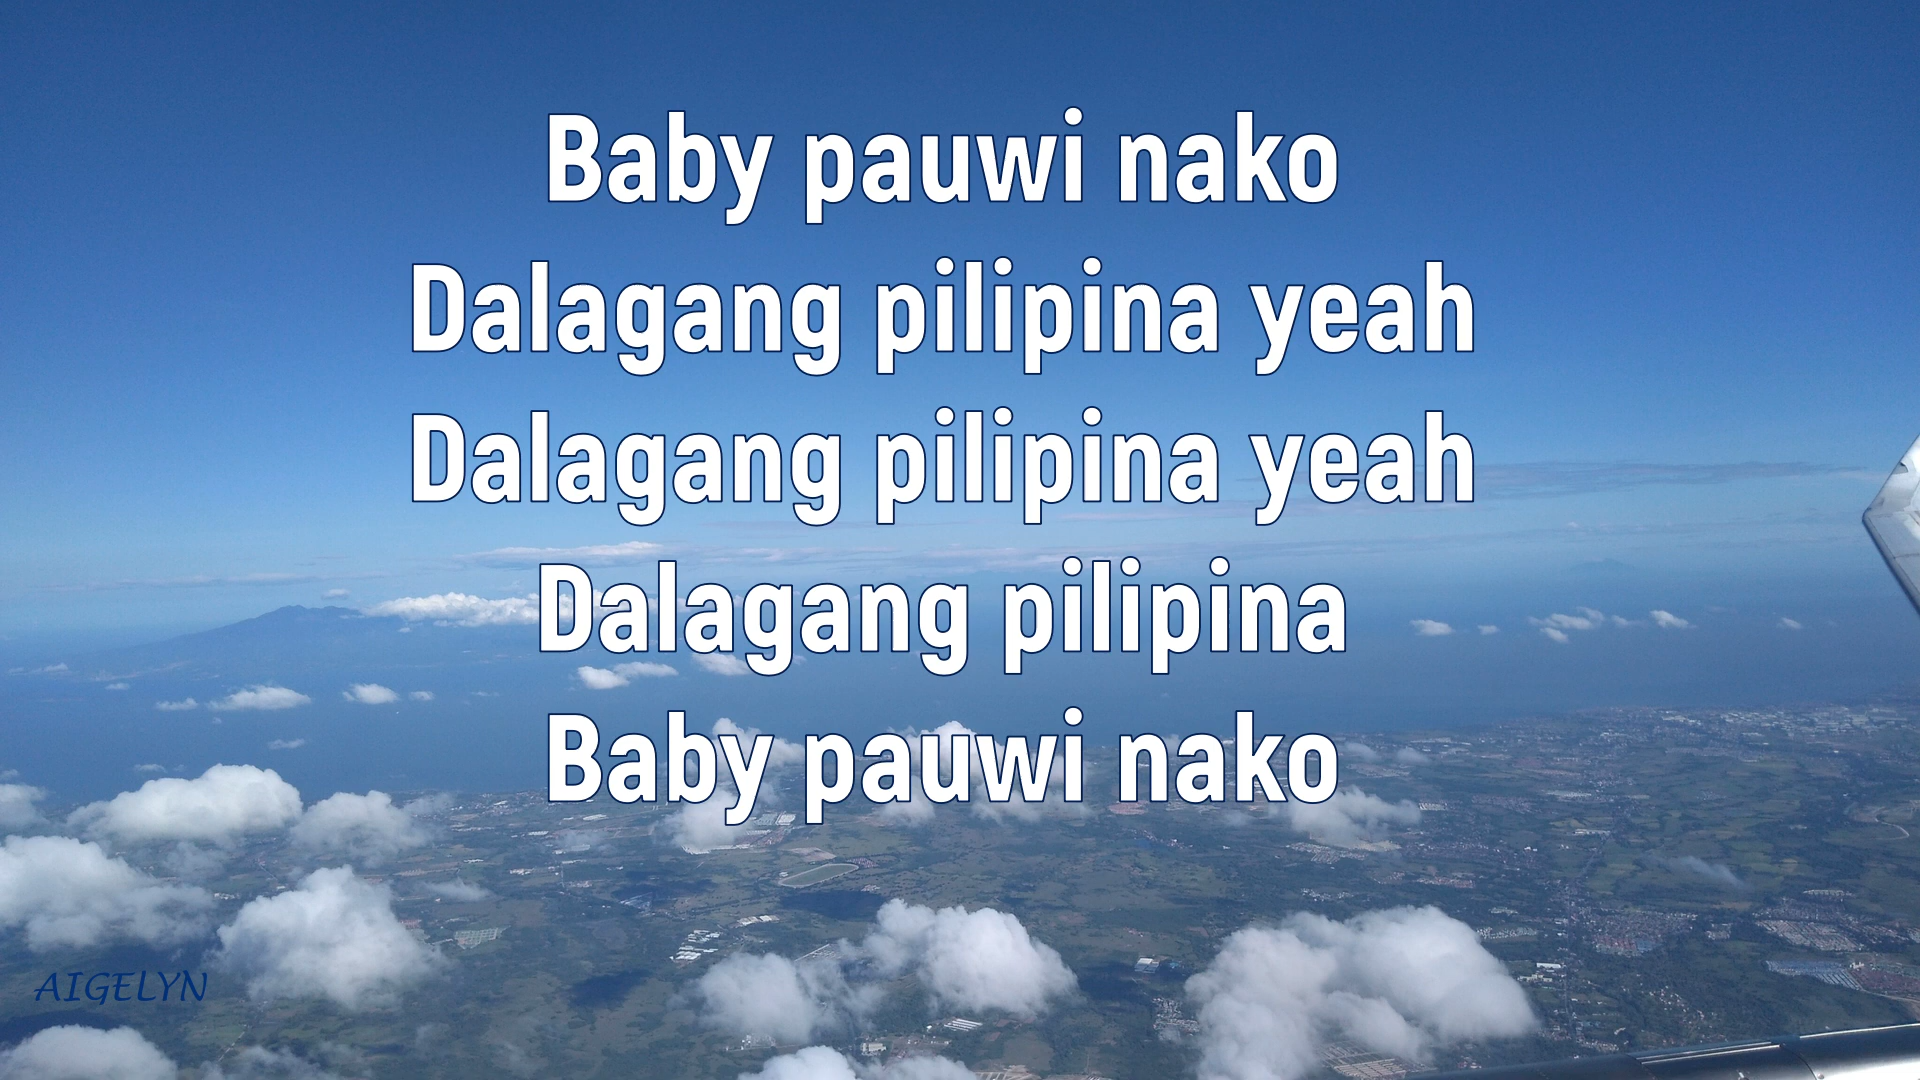 Baby pauwi nako
Dalagang pilipina yeah
Dalagang pilipina yeah
Dalagang pilipina
Baby pauwi nako
AIGELYN